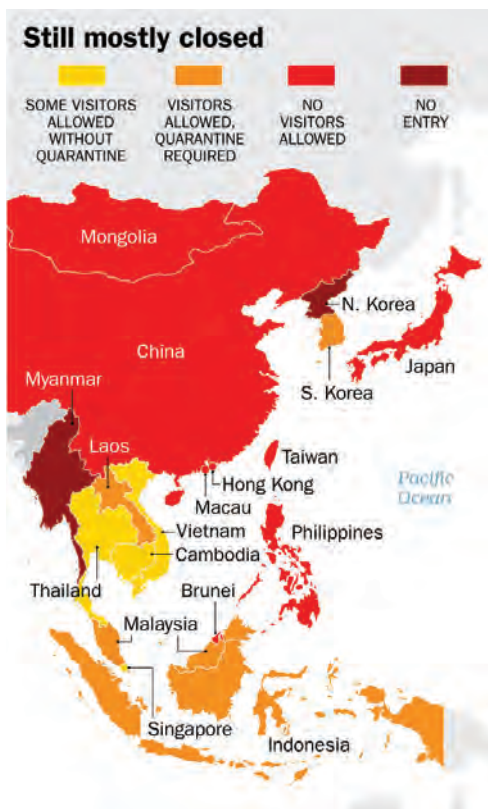 Still mostly closed
SOME VISITORS
ALLOWED
WITHOUT
QUARANTINE
VISITORS
ALLOWED,
QUARANTINE
REQUIRED
NO
VISITORS
ALLOWED
NO
ENTRY
Mongolia
N. Korea
China
Japan
Myanmar
S. Korea
Laos
Taiwan
Hong Kong
Macau
Pacific
Ocean
Vietnam
Philippines
Cambodia
Thailand
Brunei
Malaysia
Singapore
Indonesia